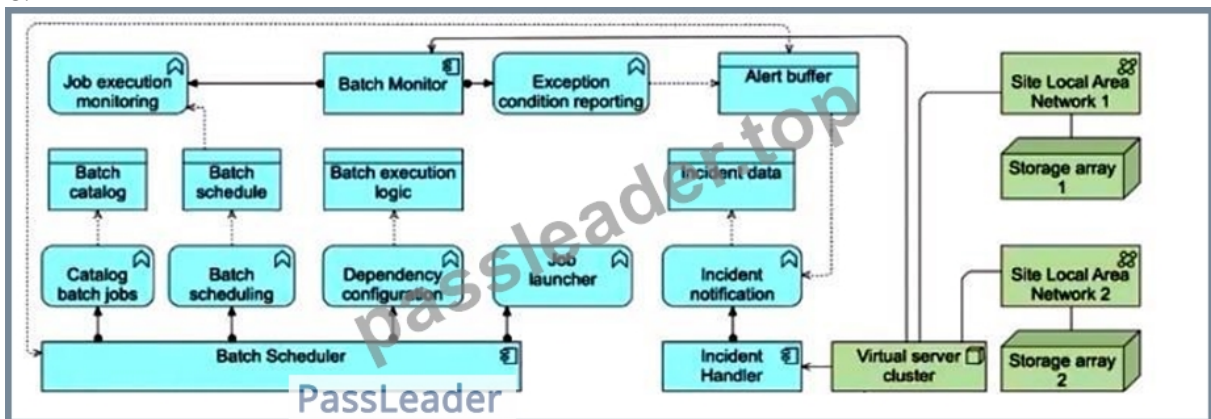 Job execution
monitoring
Batch Monitor
Exception
condition reporting
Alert buffer
Site Local Area
Network 1
Batch
catalog
Batch
schedule
Batch execution
logic
Incident data
Storage array
1
Catalog
batch jobs
Batch
scheduling
Dependency
configuration
Job
launcher
Incident
notification
Site Local Area
Network 2
Batch Scheduler
Incident
Handler
Virtual server
cluster
Storage array
2
passleader.top
PassLeader